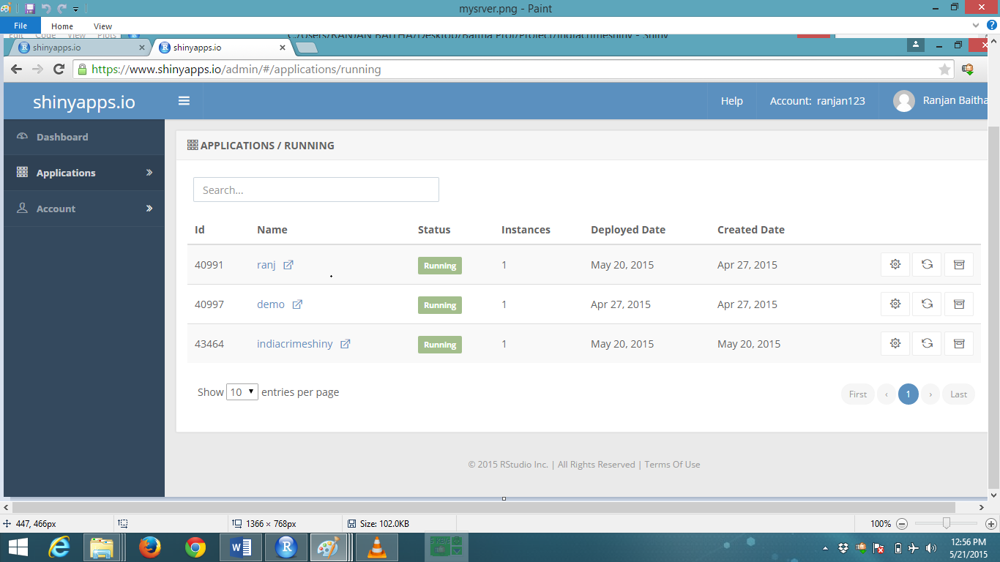 mysrver.png - Paint
File Home View
Edit Code View Plots C:/Users/RANJAN BAITHA/Desktop/Baitha Prof/Project/indiacrimeshiny - Shiny
shinyapps.io shinyapps.io
https://www.shinyapps.io/admin/#/applications/running
shinyapps.io Help Account: ranjan123 Ranjan Baitha
Dashboard
APPLICATIONS / RUNNING
Applications
Search...
Account
Id Name Status Instances Deployed Date Created Date
40991 ranj Running 1 May 20, 2015 Apr 27, 2015
40997 demo Running 1 Apr 27, 2015 Apr 27, 2015
43464 indiacrimeshiny Running 1 May 20, 2015 May 20, 2015
Show 10 entries per page First ‹ 1 › Last
© 2015 RStudio Inc. | All Rights Reserved | Terms Of Use
447, 466px 1366 × 768px Size: 102.0KB 100%
12:56 PM
5/21/2015